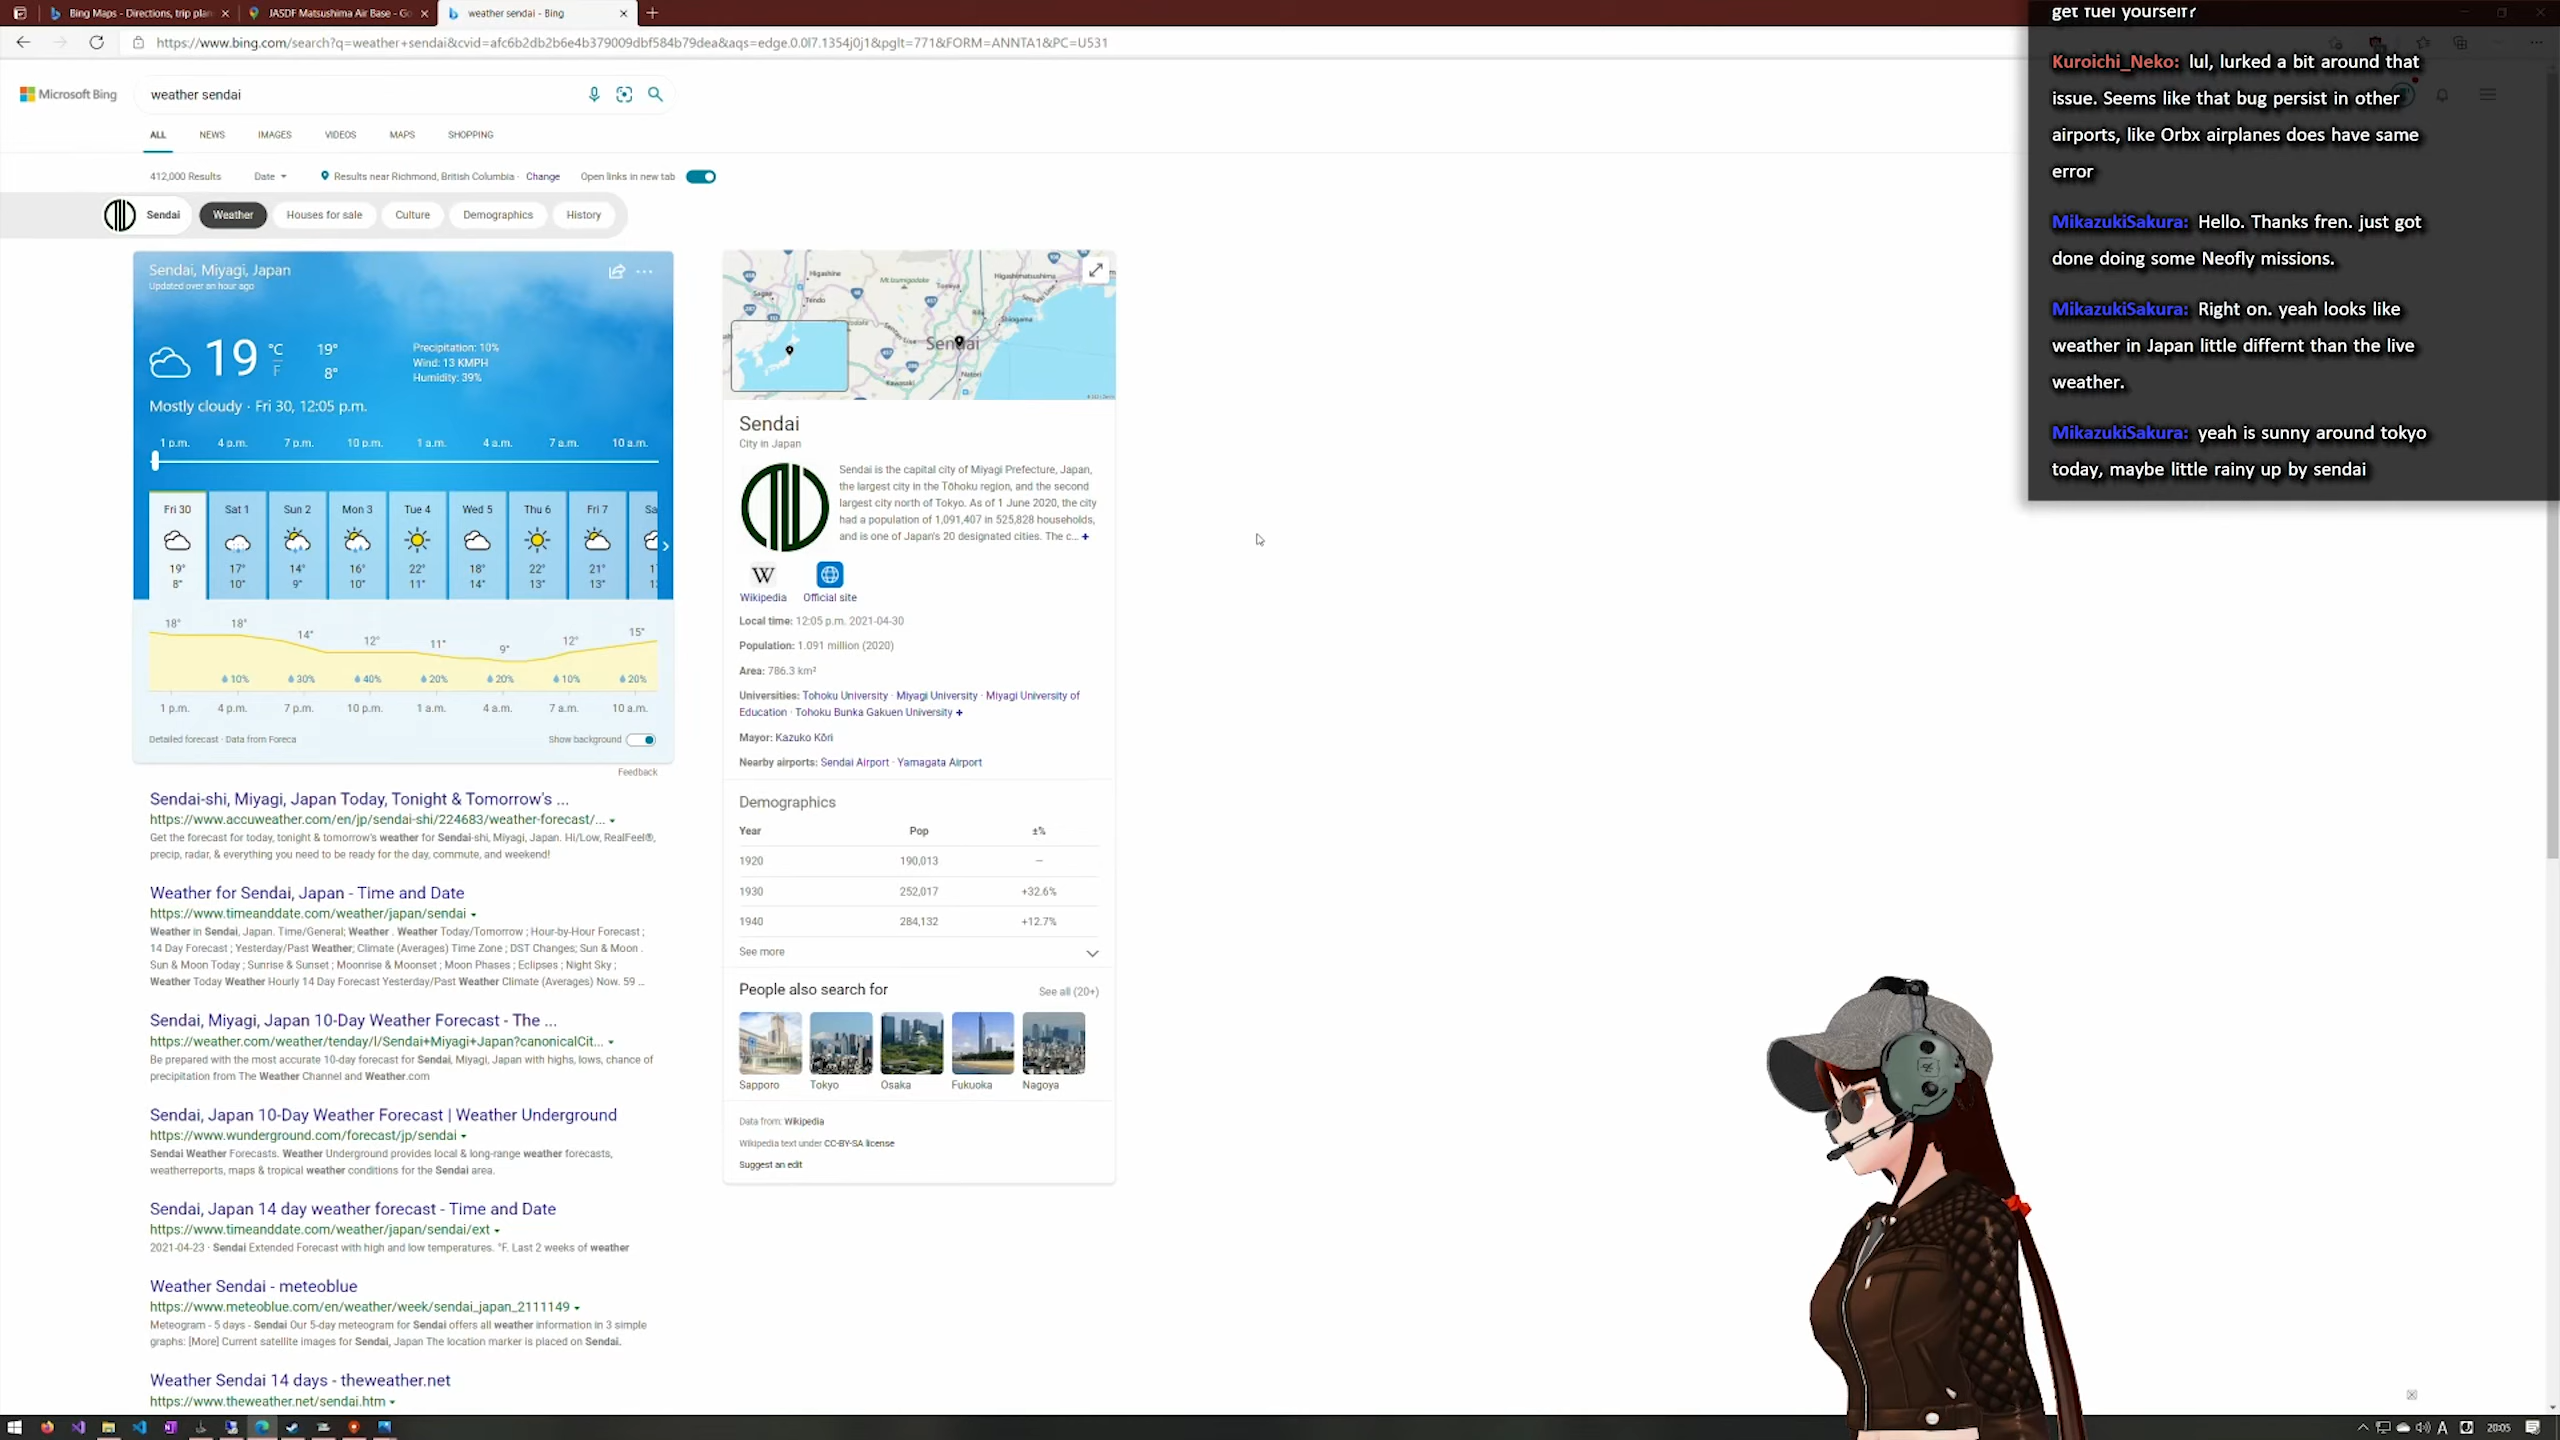 Bing Maps - Directions, trip plan
JASDF Matsushima Air Base - Go
weather sendai - Bing
https://www.bing.com/search?q=weather+sendai&cvid=afc6b2db2b6e4b379009dbf584b79dea&aqs=edge.0.0l7.1354j0j1&pglt=771&FORM=ANNTA1&PC=U531
Microsoft Bing
weather sendai
ALL NEWS IMAGES VIDEOS MAPS SHOPPING
412,000 Results Date Results near Richmond, British Columbia · Change Open links in new tab
Sendai Weather Houses for sale Culture Demographics History
Sendai, Miyagi, Japan
Updated over an hour ago
19 °C F 19° 8°
Precipitation: 10%
Wind: 13 KMPH
Humidity: 39%
Mostly cloudy · Fri 30, 12:05 p.m.
1 p.m. 4 p.m. 7 p.m. 10 p.m. 1 a.m. 4 a.m. 7 a.m. 10 a.m.
Fri 30 Sat 1 Sun 2 Mon 3 Tue 4 Wed 5 Thu 6 Fri 7 Sa
19° 17° 14° 16° 22° 18° 22° 21° 1
8° 10° 9° 10° 11° 14° 13° 13° 1
18° 18° 14° 12° 11° 9° 12° 15°
10% 30% 40% 20% 20% 10% 20%
1 p.m. 4 p.m. 7 p.m. 10 p.m. 1 a.m. 4 a.m. 7 a.m. 10 a.m.
Detailed forecast · Data from Foreca Show background
Feedback
Sendai-shi, Miyagi, Japan Today, Tonight & Tomorrow's ...
https://www.accuweather.com/en/jp/sendai-shi/224683/weather-forecast/...
Get the forecast for today, tonight & tomorrow's weather for Sendai-shi, Miyagi, Japan. Hi/Low, RealFeel®,
precip, radar, & everything you need to be ready for the day, commute, and weekend!
Weather for Sendai, Japan - Time and Date
https://www.timeanddate.com/weather/japan/sendai
Weather in Sendai, Japan. Time/General; Weather . Weather Today/Tomorrow ; Hour-by-Hour Forecast ;
14 Day Forecast ; Yesterday/Past Weather; Climate (Averages) Time Zone ; DST Changes; Sun & Moon .
Sun & Moon Today ; Sunrise & Sunset ; Moonrise & Moonset ; Moon Phases ; Eclipses ; Night Sky ;
Weather Today Weather Hourly 14 Day Forecast Yesterday/Past Weather Climate (Averages) Now. 59 ...
Sendai, Miyagi, Japan 10-Day Weather Forecast - The ...
https://weather.com/weather/tenday/l/Sendai+Miyagi+Japan?canonicalCit...
Be prepared with the most accurate 10-day forecast for Sendai, Miyagi, Japan with highs, lows, chance of
precipitation from The Weather Channel and Weather.com
Sendai, Japan 10-Day Weather Forecast | Weather Underground
https://www.wunderground.com/forecast/jp/sendai
Sendai Weather Forecasts. Weather Underground provides local & long-range weather forecasts,
weatherreports, maps & tropical weather conditions for the Sendai area.
Sendai, Japan 14 day weather forecast - Time and Date
https://www.timeanddate.com/weather/japan/sendai/ext
2021-04-23 · Sendai Extended Forecast with high and low temperatures. °F. Last 2 weeks of weather
Weather Sendai - meteoblue
https://www.meteoblue.com/en/weather/week/sendai_japan_2111149
Meteogram - 5 days - Sendai Our 5-day meteogram for Sendai offers all weather information in 3 simple
graphs: [More] Current satellite images for Sendai, Japan The location marker is placed on Sendai.
Weather Sendai 14 days - theweather.net
https://www.theweather.net/sendai.htm
Higashine
Mt.Izumigadake
Tomiya
Higashimatsushima
Sagae
Tendo
Rifu
Shiogama
Sendai
Kawasaki
Natori
Sendai
City in Japan
Sendai is the capital city of Miyagi Prefecture, Japan,
the largest city in the Tōhoku region, and the second
largest city north of Tokyo. As of 1 June 2020, the city
had a population of 1,091,407 in 525,828 households,
and is one of Japan's 20 designated cities. The c... +
W
Wikipedia Official site
Local time: 12:05 p.m. 2021-04-30
Population: 1.091 million (2020)
Area: 786.3 km²
Universities: Tohoku University · Miyagi University · Miyagi University of
Education · Tohoku Bunka Gakuen University +
Mayor: Kazuko Kōri
Nearby airports: Sendai Airport · Yamagata Airport
Demographics
Year Pop ±%
1920 190,013 —
1930 252,017 +32.6%
1940 284,132 +12.7%
See more
People also search for See all (20+)
Sapporo Tokyo Osaka Fukuoka Nagoya
Data from: Wikipedia
Wikipedia text under CC-BY-SA license
Suggest an edit
get fuel yourself?
Kuroichi_Neko: lul, lurked a bit around that
issue. Seems like that bug persist in other
airports, like Orbx airplanes does have same
error
MikazukiSakura: Hello. Thanks fren. just got
done doing some Neofly missions.
MikazukiSakura: Right on. yeah looks like
weather in Japan little differnt than the live
weather.
MikazukiSakura: yeah is sunny around tokyo
today, maybe little rainy up by sendai
A
20:05